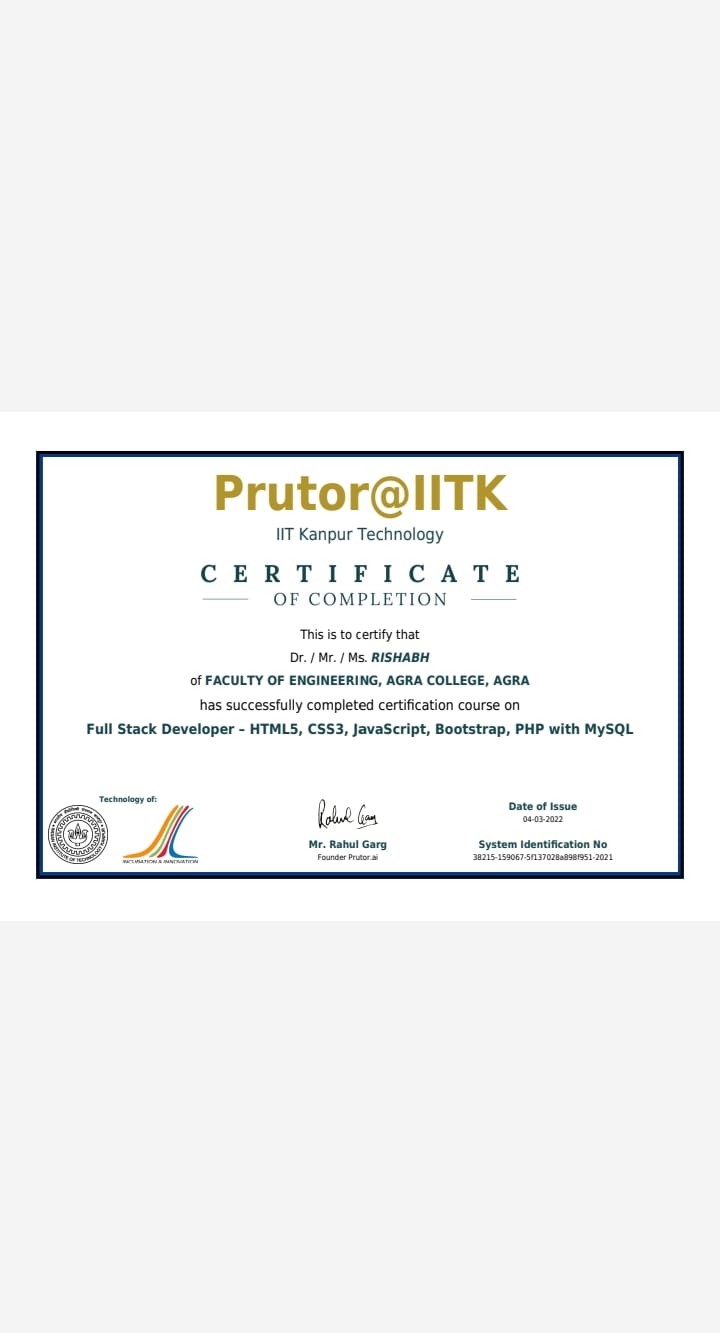 Prutor@IITK
IIT Kanpur Technology
CERTIFICATE
OF COMPLETION
This is to certify that
Dr. / Mr. / Ms. RISHABH
of FACULTY OF ENGINEERING, AGRA COLLEGE, AGRA
has successfully completed certification course on
Full Stack Developer – HTML5, CSS3, JavaScript, Bootstrap, PHP with MySQL
Technology of:
INCUBATION & INNOVATION
Rahul Garg
Mr. Rahul Garg
Founder Prutor.ai
Date of Issue
04-03-2022
System Identification No
38215-159067-5f137028a898f951-2021